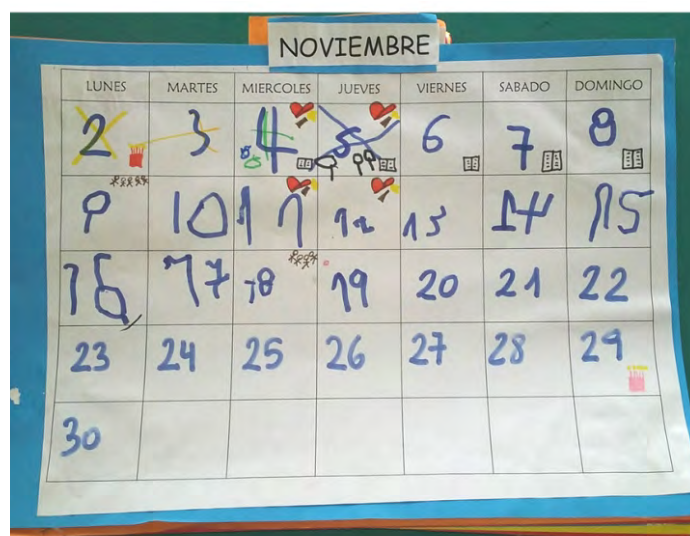 NOVIEMBRE
LUNES MARTES MIERCOLES JUEVES VIERNES SABADO DOMINGO
2 3 4 5 6 7 8
9 10 11 12 13 14 15
16 17 18 19 20 21 22
23 24 25 26 27 28 29
30